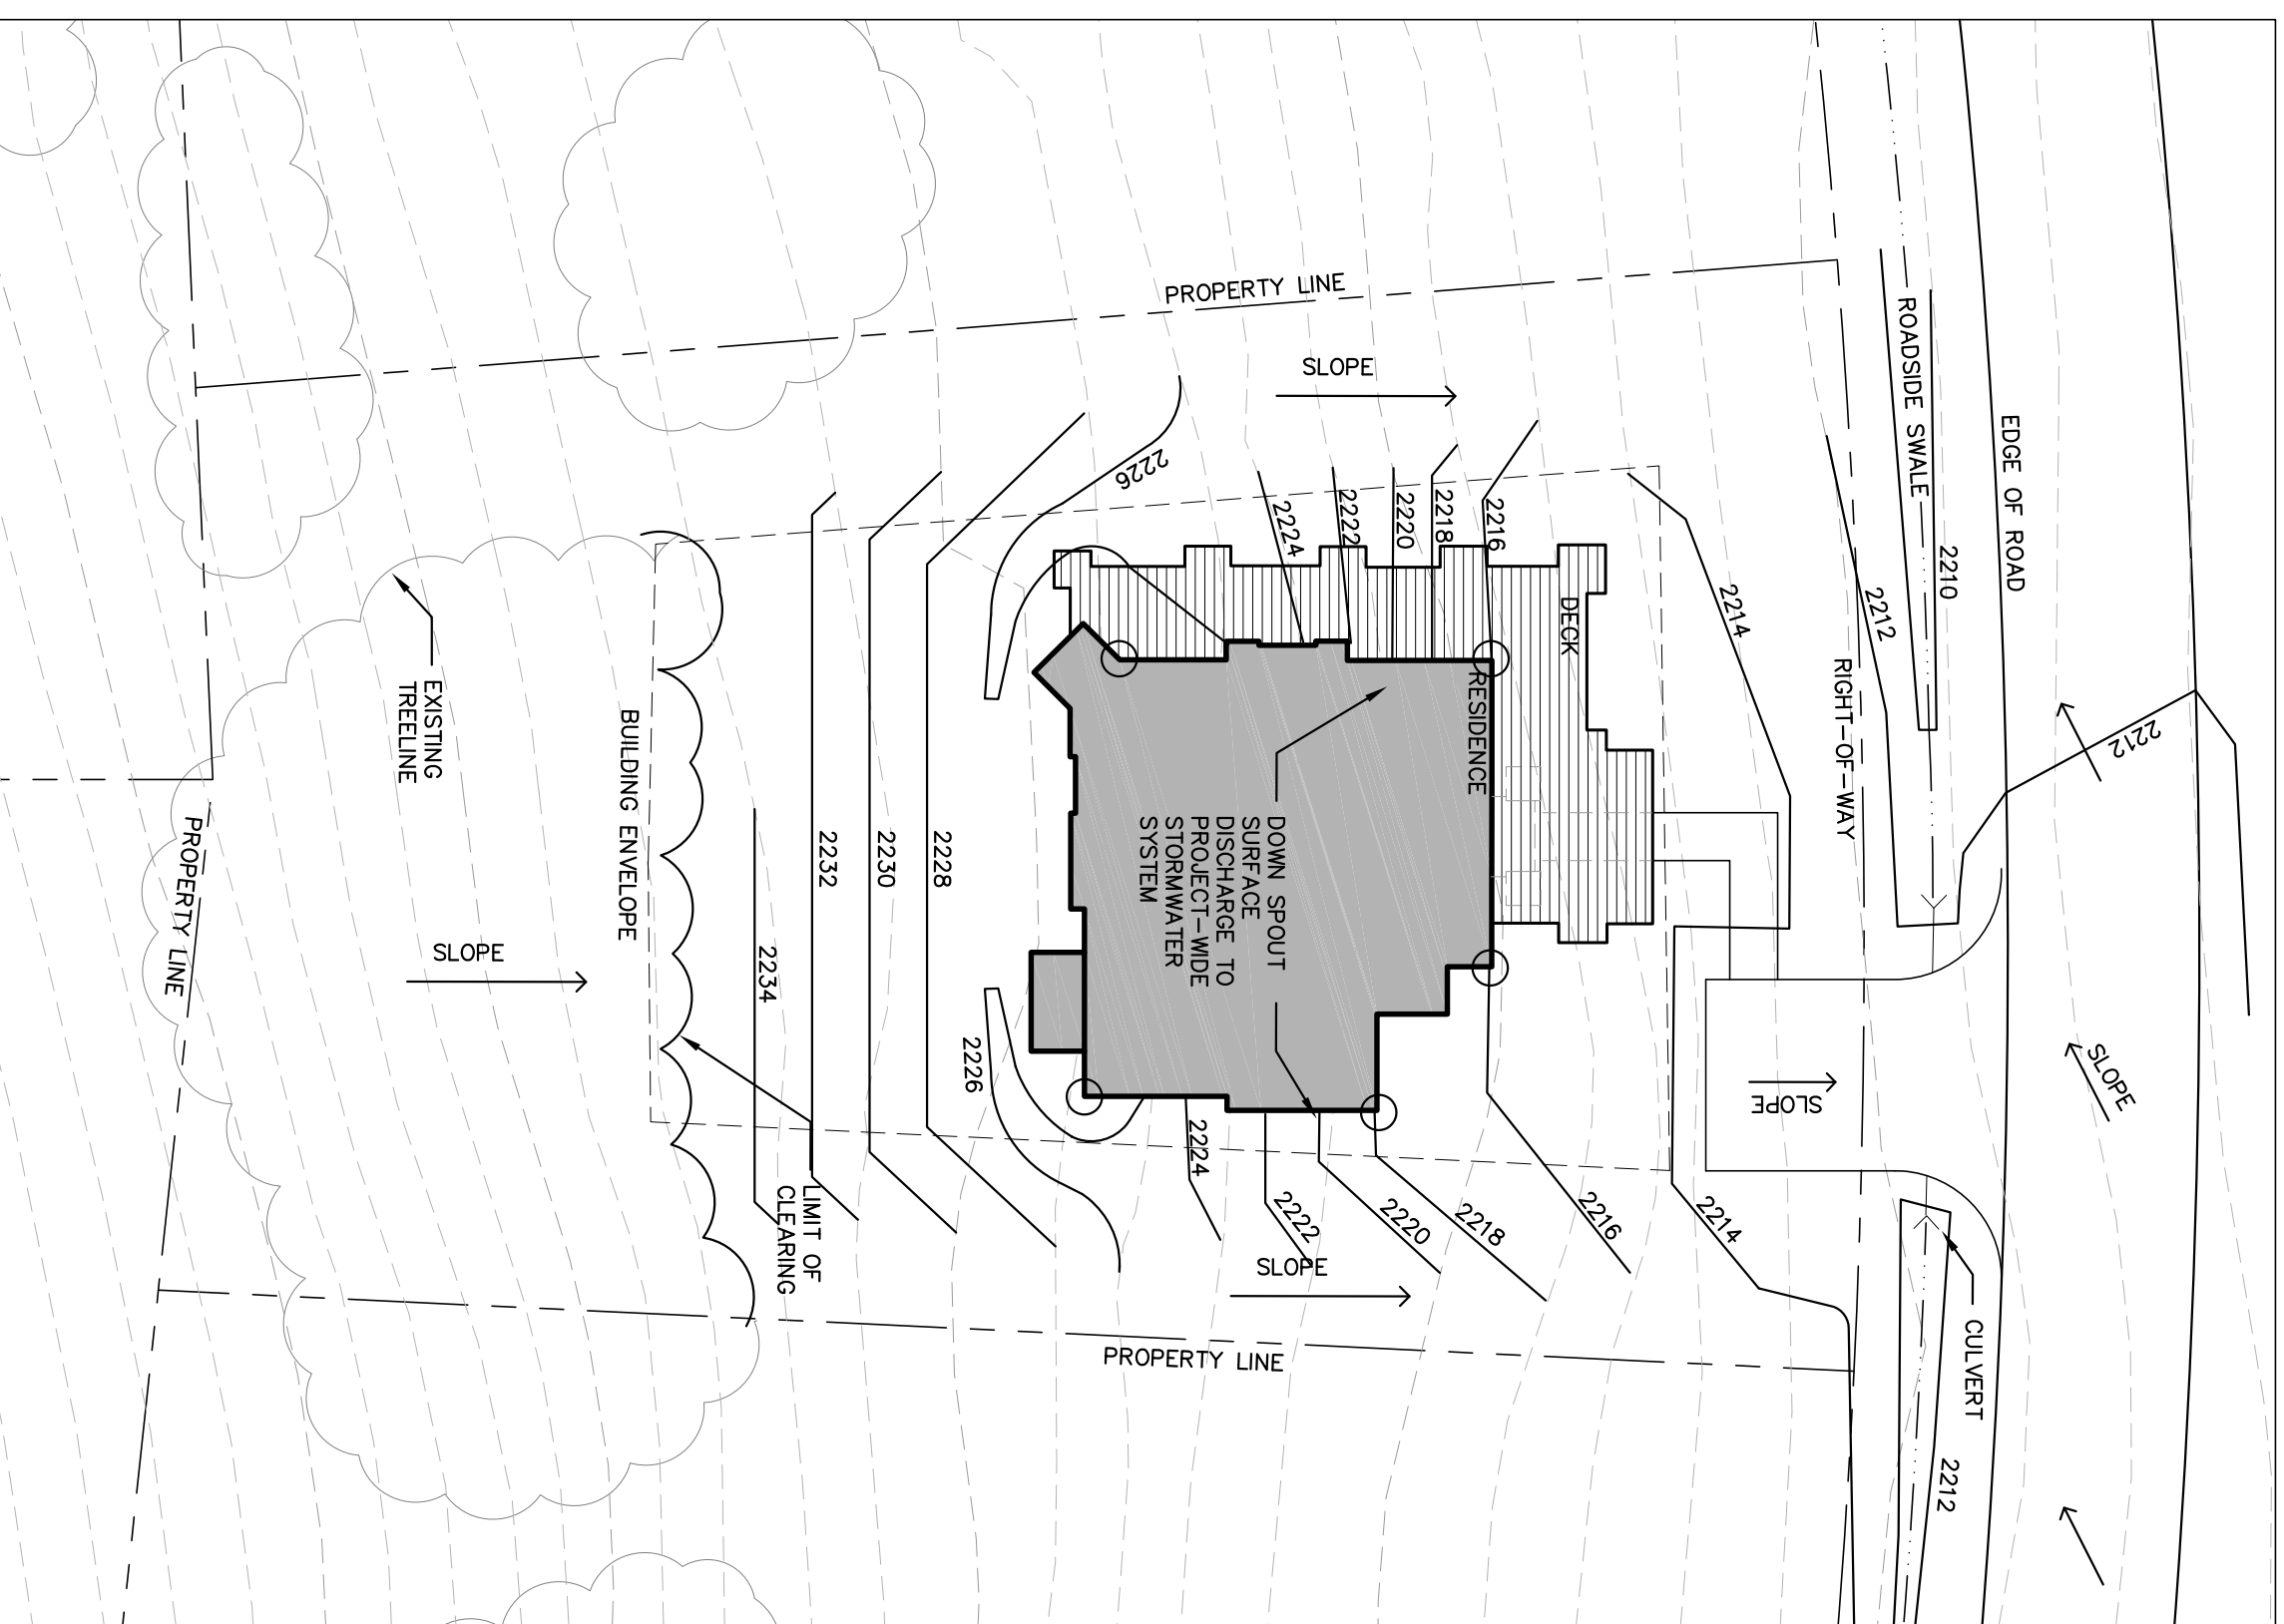 PROPERTY LINE
SLOPE
ROADSIDE SWALE
EDGE OF ROAD
2226
2224
2222
2220
2218
2216
2214
2212
2210
DECK
RESIDENCE
RIGHT-OF-WAY
2212
EXISTING
TREELINE
BUILDING ENVELOPE
2232
2230
2228
2234
DOWN SPOUT
SURFACE
DISCHARGE TO
PROJECT-WIDE
STORMWATER
SYSTEM
PROPERTY LINE
SLOPE
2226
SLOPE
SLOPE
LIMIT OF
CLEARING
2224
2222
2220
2218
2216
2214
SLOPE
PROPERTY LINE
CULVERT
2212